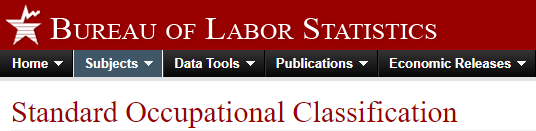 BUREAU OF LABOR STATISTICS
Home Subjects Data Tools Publications Economic Releases
Standard Occupational Classification